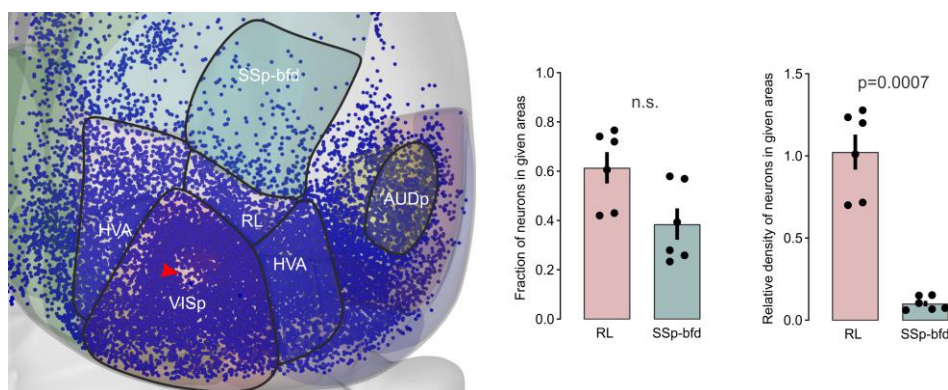 SSp-bfd
AUDp
RL
HVA
HVA
VISp
Fraction of neurons in given areas
1.0
0.8
0.6
0.4
0.2
0.0
n.s.
RL
SSp-bfd
Relative density of neurons in given areas
1.5
1.0
0.5
0.0
p=0.0007
RL
SSp-bfd